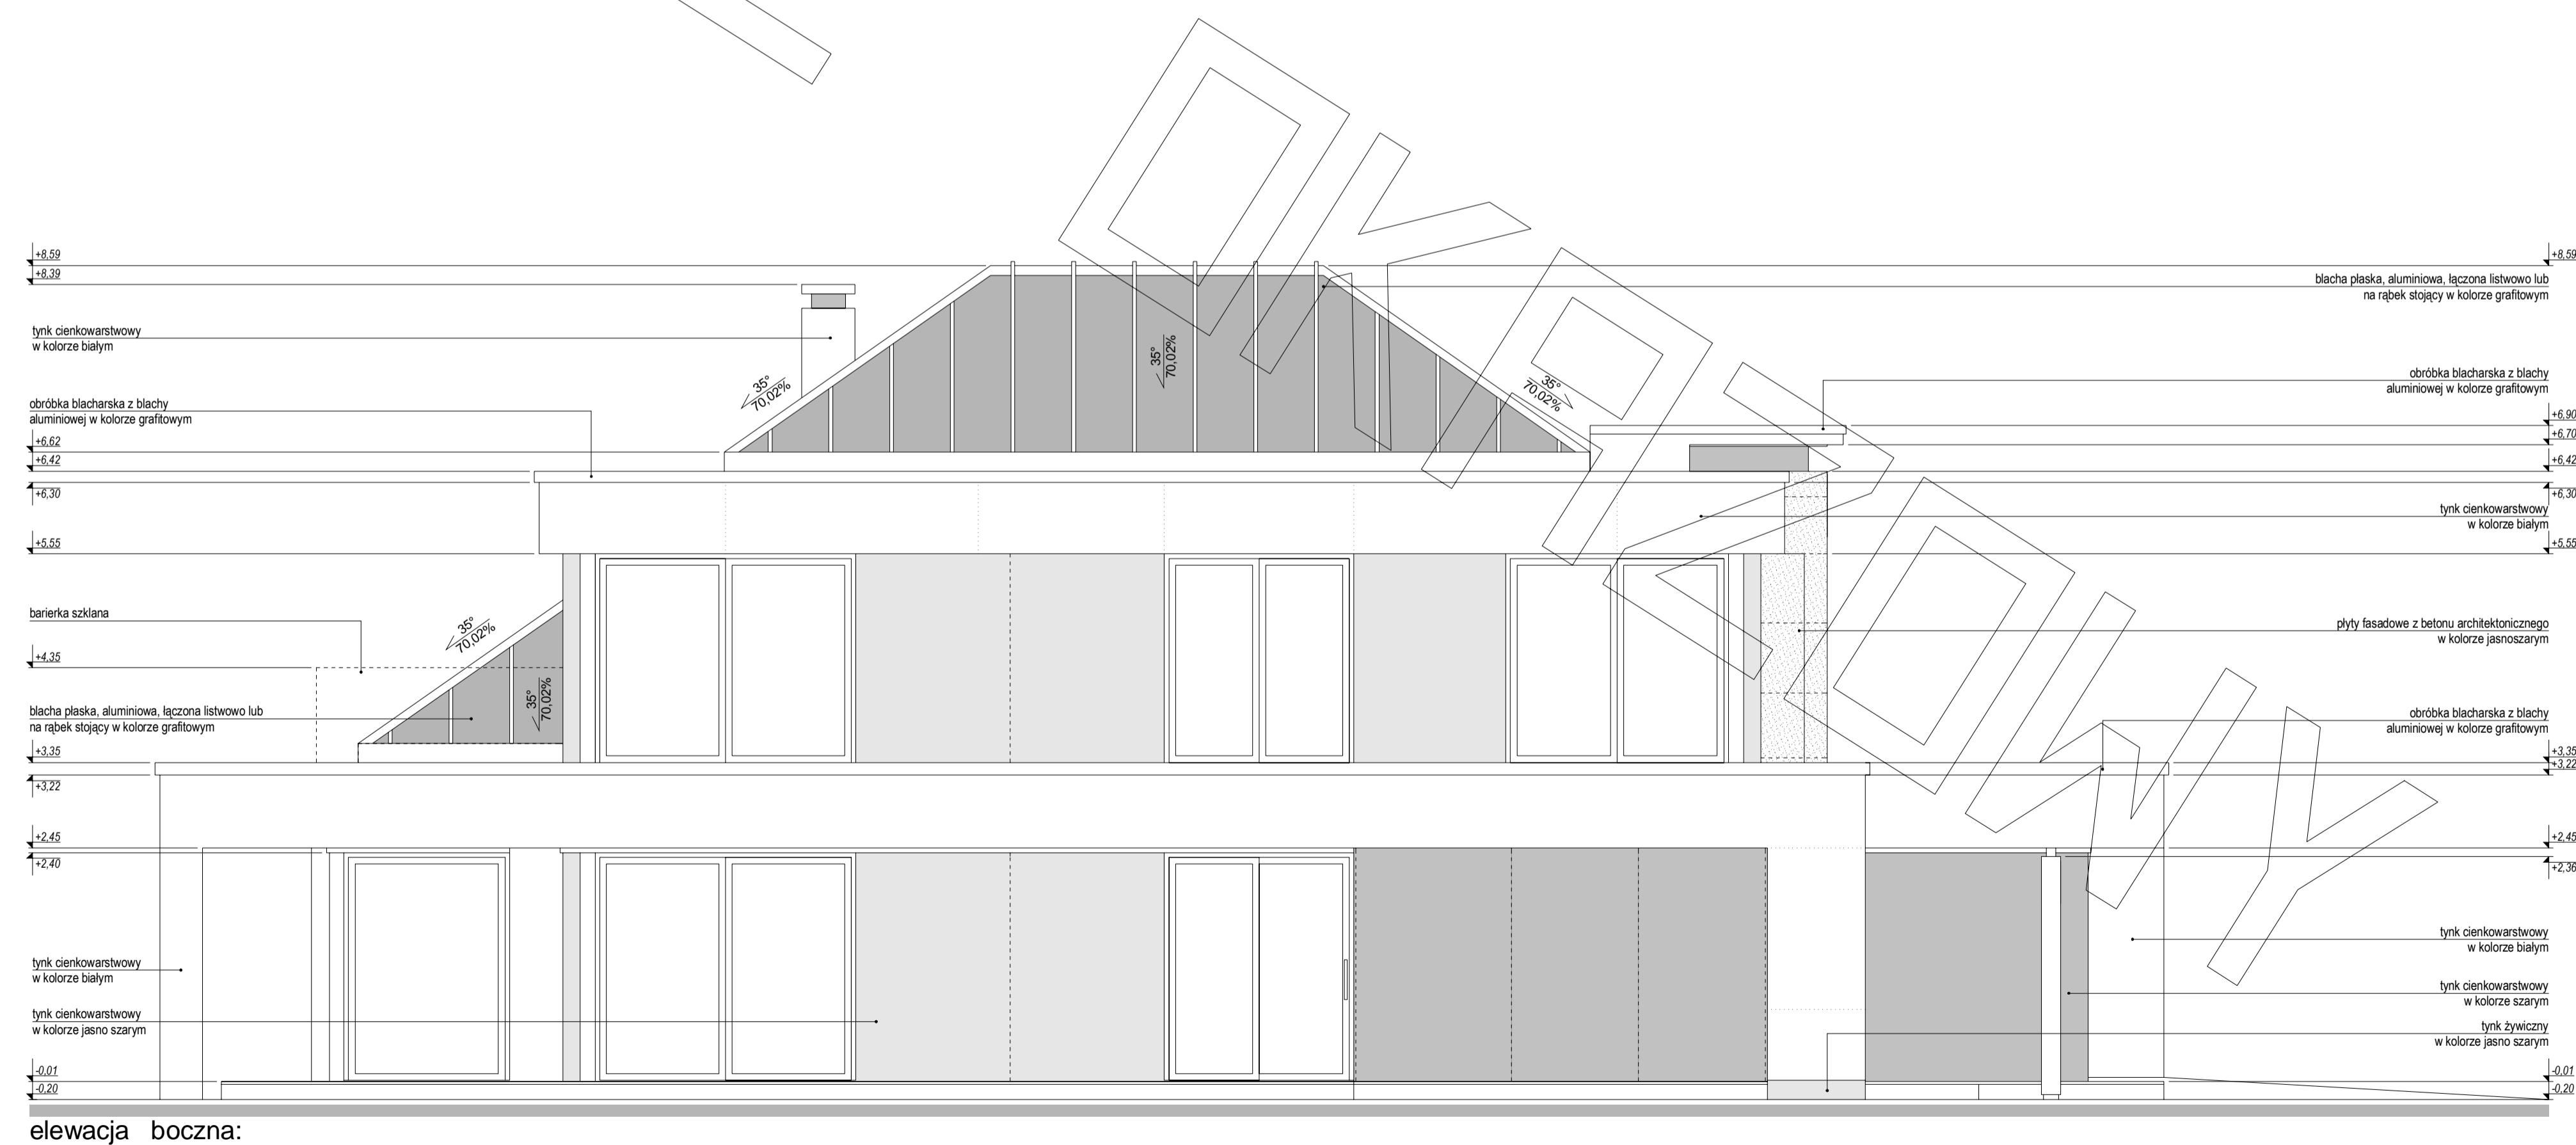 +8,59
+8,39
tynk cienkowarstwowy
w kolorze białym
obróbka blacharska z blachy
aluminiowej w kolorze grafitowym
+6,62
+6,42
+6,30
+5,55
barierka szklana
+4,35
blacha płaska, aluminiowa, łączona listwowo lub
na rąbek stojący w kolorze grafitowym
+3,35
+3,22
+2,45
+2,40
tynk cienkowarstwowy
w kolorze białym
tynk cienkowarstwowy
w kolorze jasno szarym
-0,01
-0,20
35°
70,02%
35°
70,02%
35°
70,02%
35°
70,02%
35°
70,02%
+8,59
blacha płaska, aluminiowa, łączona listwowo lub
na rąbek stojący w kolorze grafitowym
obróbka blacharska z blachy
aluminiowej w kolorze grafitowym
+6,90
+6,70
+6,42
+6,30
tynk cienkowarstwowy
w kolorze białym
+5,55
płyty fasadowe z betonu architektonicznego
w kolorze jasnoszarym
obróbka blacharska z blachy
aluminiowej w kolorze grafitowym
+3,35
+3,22
+2,45
+2,36
tynk cienkowarstwowy
w kolorze białym
tynk cienkowarstwowy
w kolorze szarym
tynk żywiczny
w kolorze jasno szarym
-0,01
-0,20
elewacja boczna: